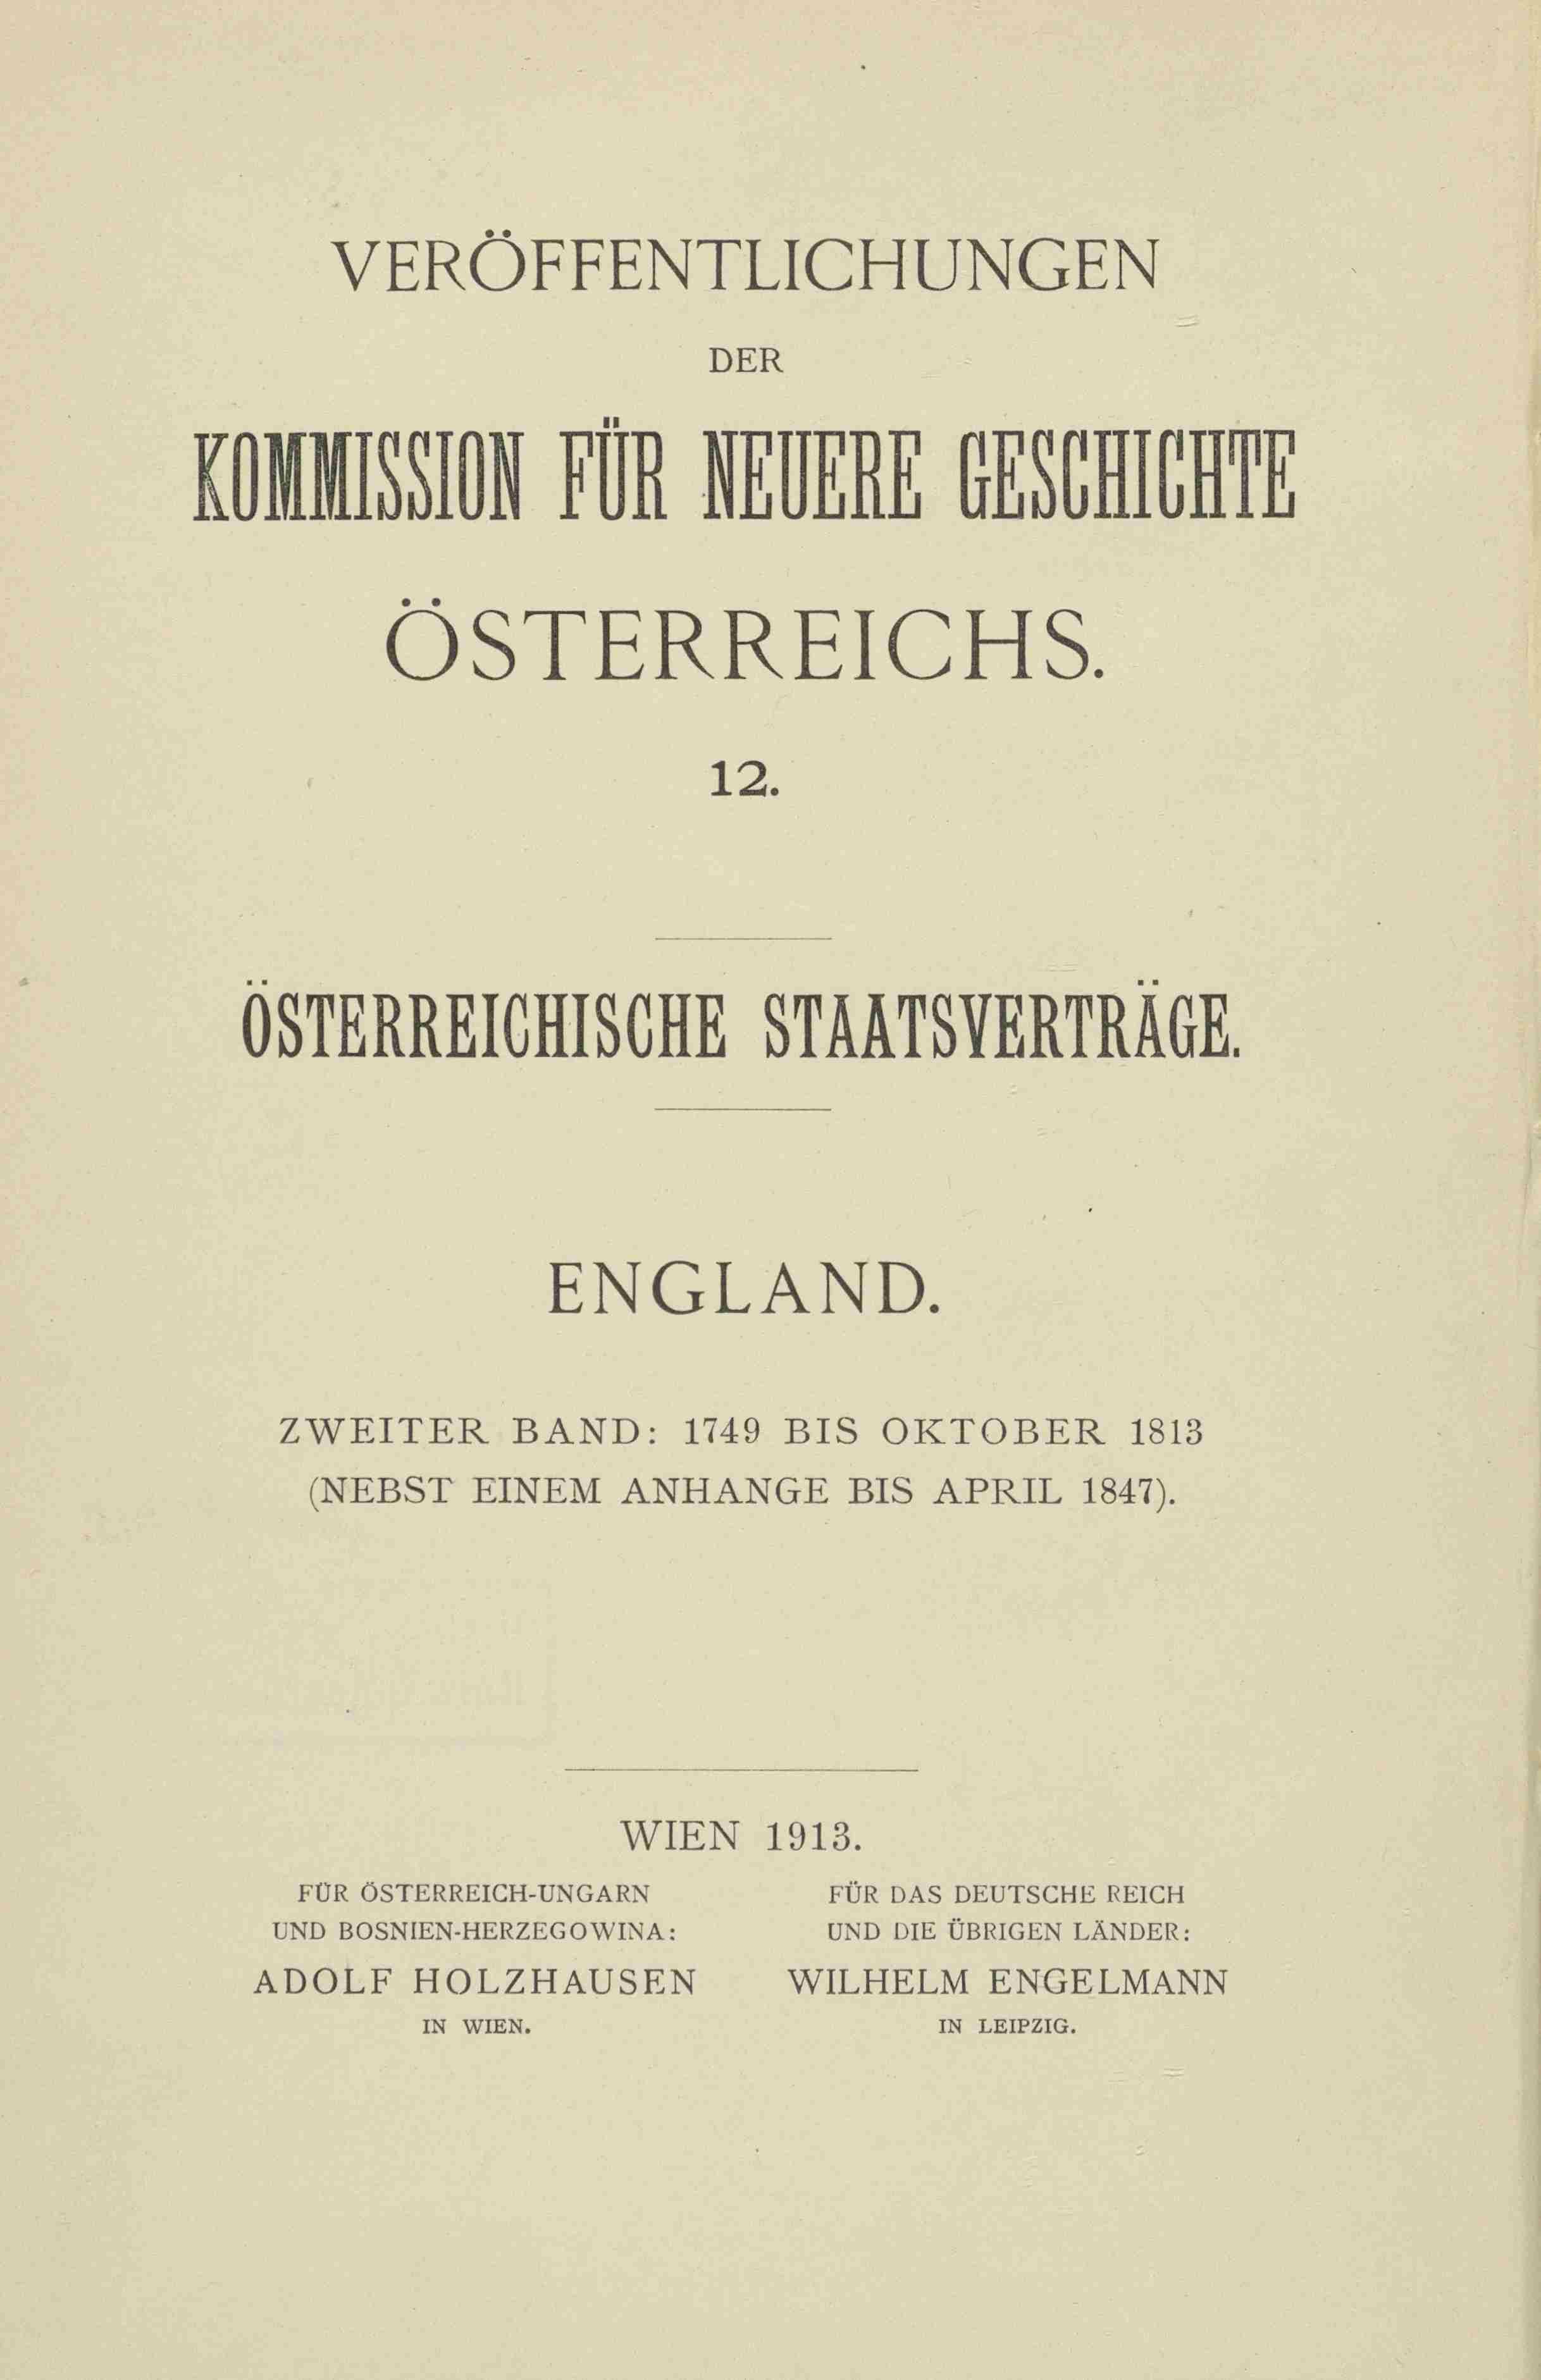 VERÖFFENTLICHUNGEN
DER
KOMMISSION FÜR NEUERE GESCHICHTE
ÖSTERREICHS.
12.
ÖSTERREICHISCHE STAATSVERTRÄGE.
ENGLAND.
ZWEITER BAND: 1749 BIS OKTOBER 1813
(NEBST EINEM ANHANGE BIS APRIL 1847).
WIEN 1913.
FÜR ÖSTERREICH-UNGARN
UND BOSNIEN-HERZEGOWINA:
ADOLF HOLZHAUSEN
IN WIEN.
FÜR DAS DEUTSCHE REICH
UND DIE ÜBRIGEN LÄNDER:
WILHELM ENGELMANN
IN LEIPZIG.